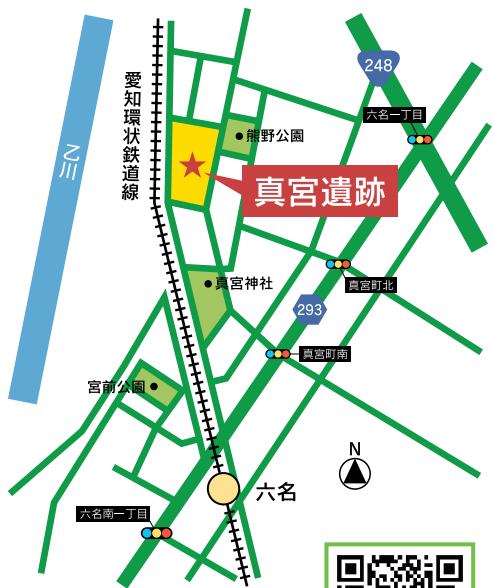 248
愛知環状鉄道線
六名一丁目
熊野公園
乙川
真宮遺跡
真宮神社
真宮町北
293
真宮町南
宮前公園
N
六名
六名南一丁目